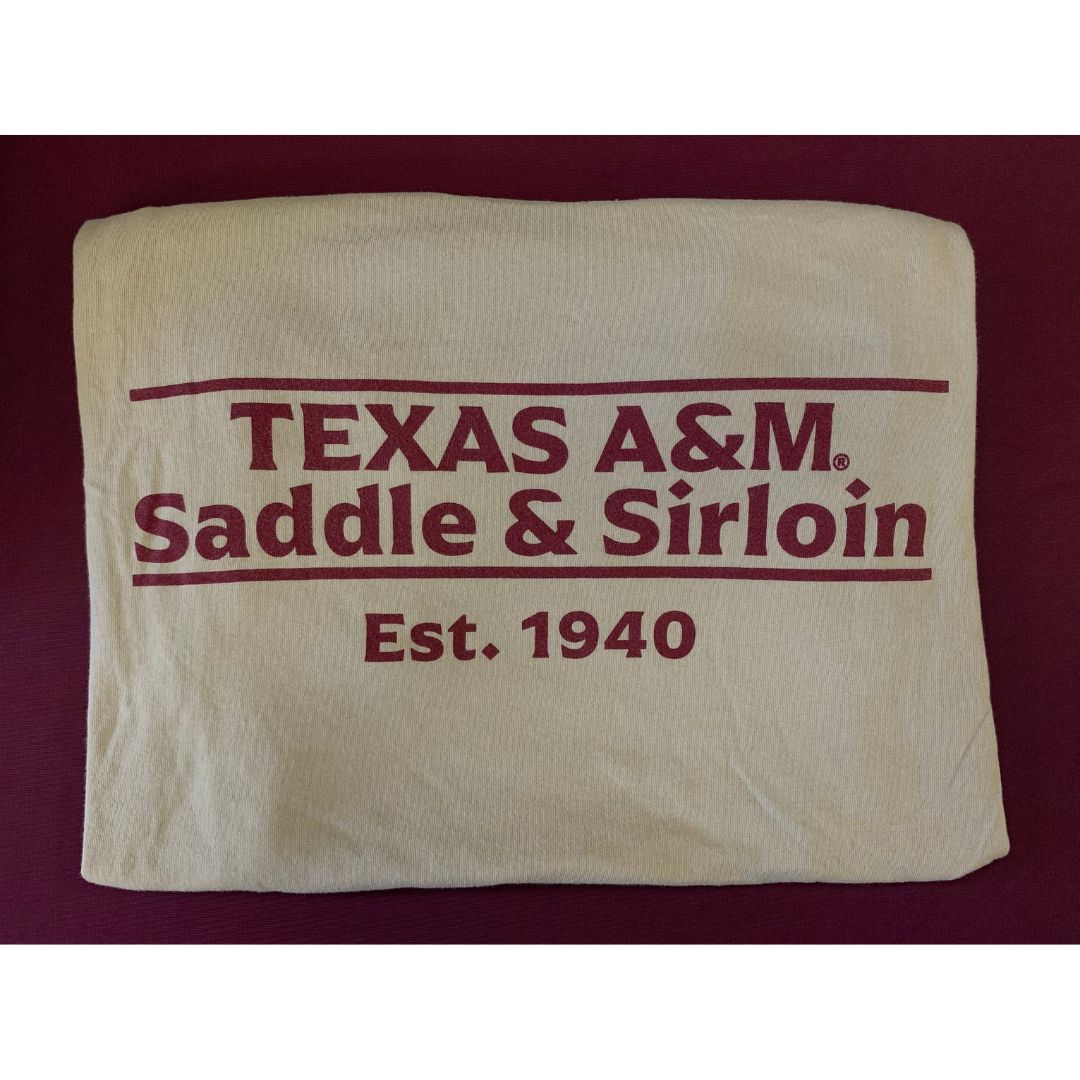 TEXAS A&M®
Saddle & Sirloin
Est. 1940